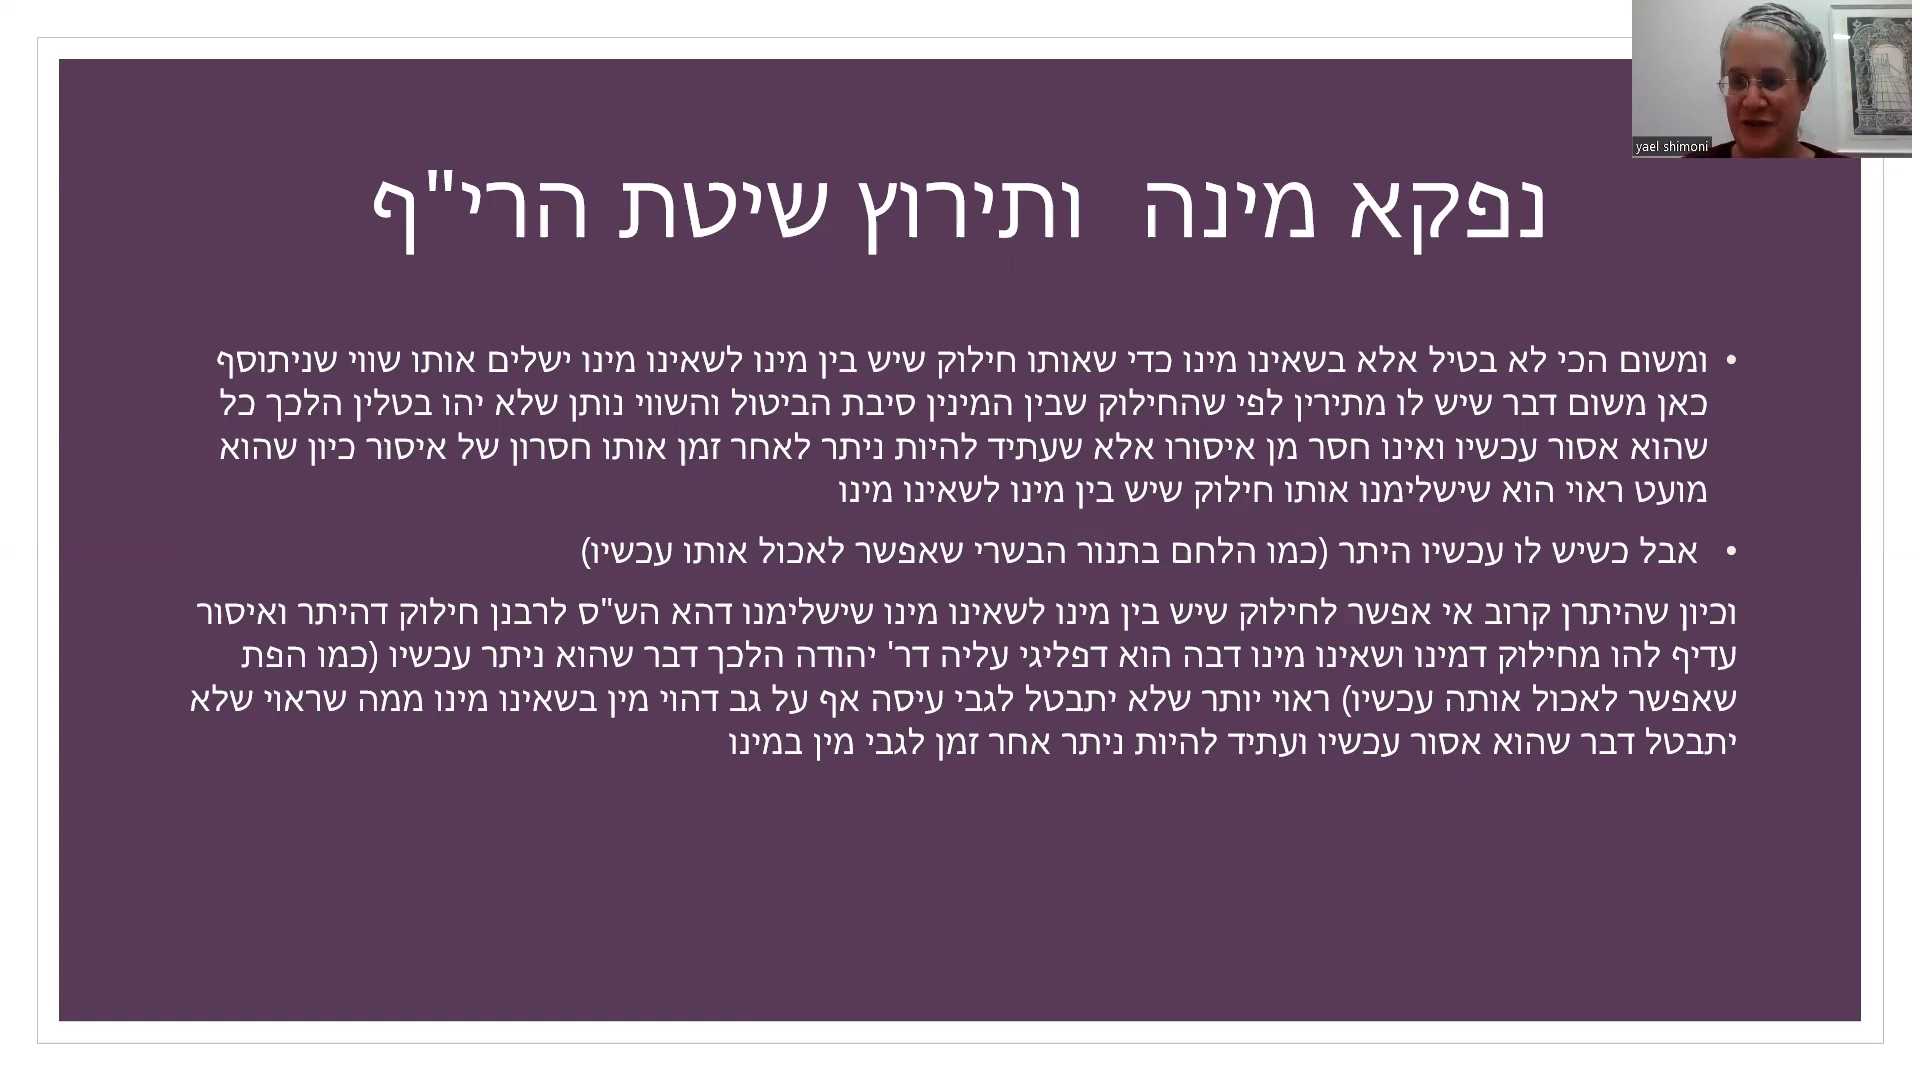 yael shimoni
נפקא מינה ותירוץ שיטת הרי"ף
• ומשום הכי לא בטיל אלא בשאינו מינו כדי שאותו חילוק שיש בין מינו לשאינו מינו ישלים אותו שווי שניתוסף
כאן משום דבר שיש לו מתירין לפי שהחילוק שבין המינין סיבת הביטול והשווי נותן שלא יהו בטלין הלכך כל
שהוא אסור עכשיו ואינו חסר מן איסורו אלא שעתיד להיות ניתר לאחר זמן אותו חסרון של איסור כיון שהוא
מועט ראוי הוא שישלימנו אותו חילוק שיש בין מינו לשאינו מינו
• אבל כשיש לו עכשיו היתר (כמו הלחם בתנור הבשרי שאפשר לאכול אותו עכשיו)
וכיון שהיתרן קרוב אי אפשר לחילוק שיש בין מינו לשאינו מינו שישלימנו דהא הש"ס לרבנן חילוק דהיתר ואיסור
עדיף להו מחילוק דמינו ושאינו מינו דבה הוא דפליגי עליה דר' יהודה הלכך דבר שהוא ניתר עכשיו (כמו הפת
שאפשר לאכול אותה עכשיו) ראוי יותר שלא יתבטל לגבי עיסה אף על גב דהוי מין בשאינו מינו ממה שראוי שלא
יתבטל דבר שהוא אסור עכשיו ועתיד להיות ניתר אחר זמן לגבי מין במינו